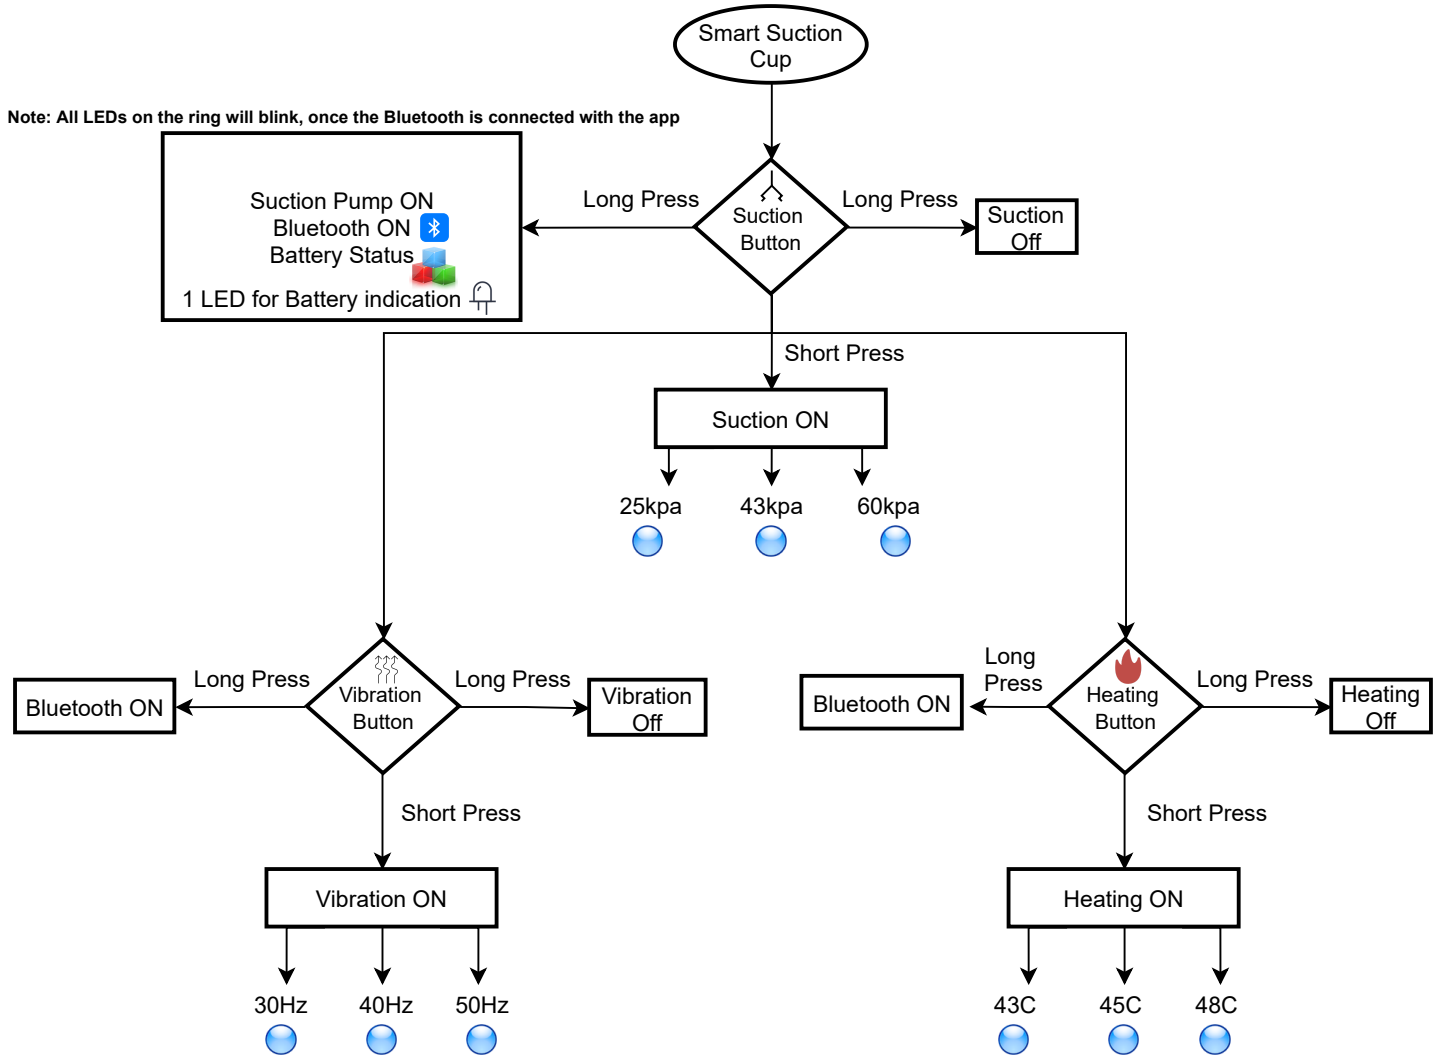 Smart Suction
Cup
Note: All LEDs on the ring will blink, once the Bluetooth is connected with the app
Suction Pump ON
Bluetooth ON
Battery Status
1 LED for Battery indication
Long Press
Suction
Button
Long Press
Suction
Off
Short Press
Suction ON
25kpa
43kpa
60kpa
Bluetooth ON
Long Press
Vibration
Button
Long Press
Vibration
Off
Short Press
Vibration ON
30Hz
40Hz
50Hz
Bluetooth ON
Long
Press
Heating
Button
Long Press
Heating
Off
Short Press
Heating ON
43C
45C
48C